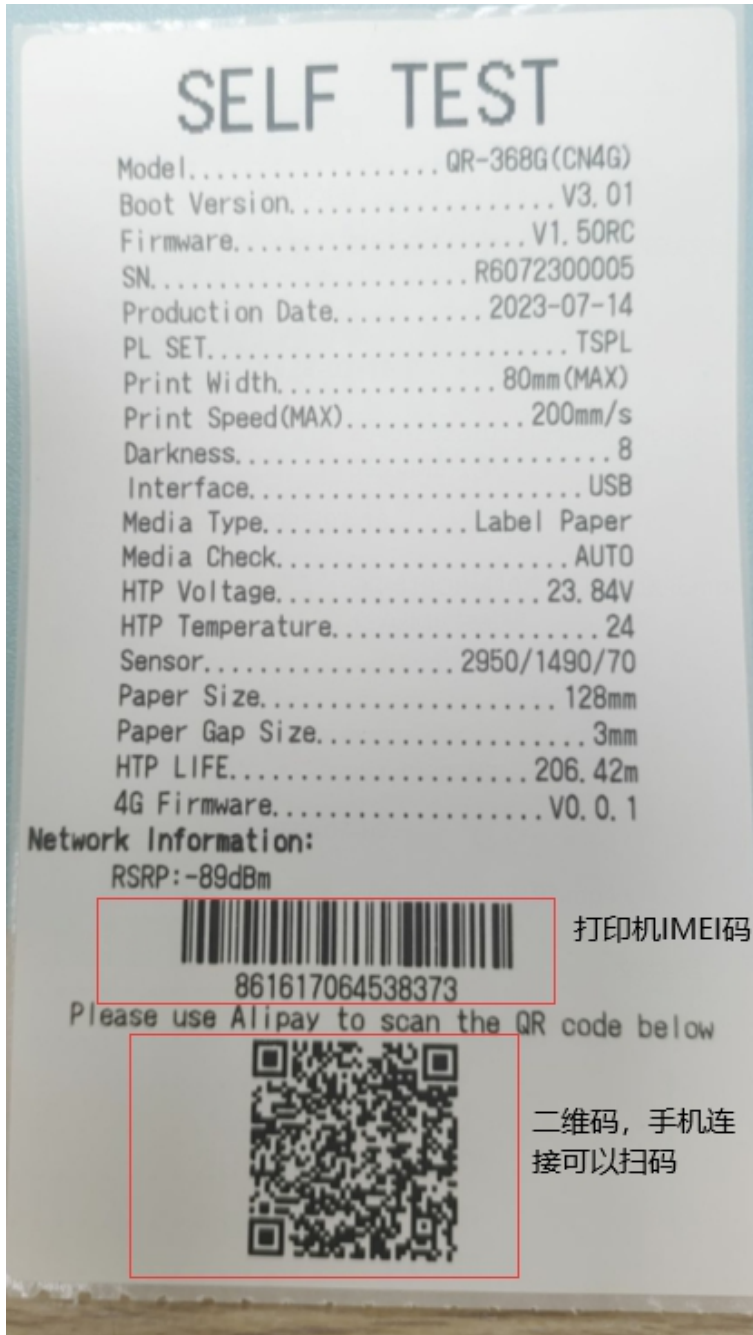 SELF TEST
Model...................QR-368G(CN4G)
Boot Version....................V3.01
Firmware......................V1.50RC
SN........................R6072300005
Production Date...........2023-07-14
PL SET...........................TSPL
Print Width................80mm(MAX)
Print Speed(MAX)..............200mm/s
Darkness............................8
Interface.........................USB
Media Type...............Label Paper
Media Check......................AUTO
HTP Voltage....................23.84V
HTP Temperature....................24
Sensor...................2950/1490/70
Paper Size......................128mm
Paper Gap Size....................3mm
HTP LIFE......................206.42m
4G Firmware....................V0.0.1
Network Information:
RSRP:-89dBm
打印机IMEI码
861617064538373
Please use Alipay to scan the QR code below
二维码，手机连
接可以扫码